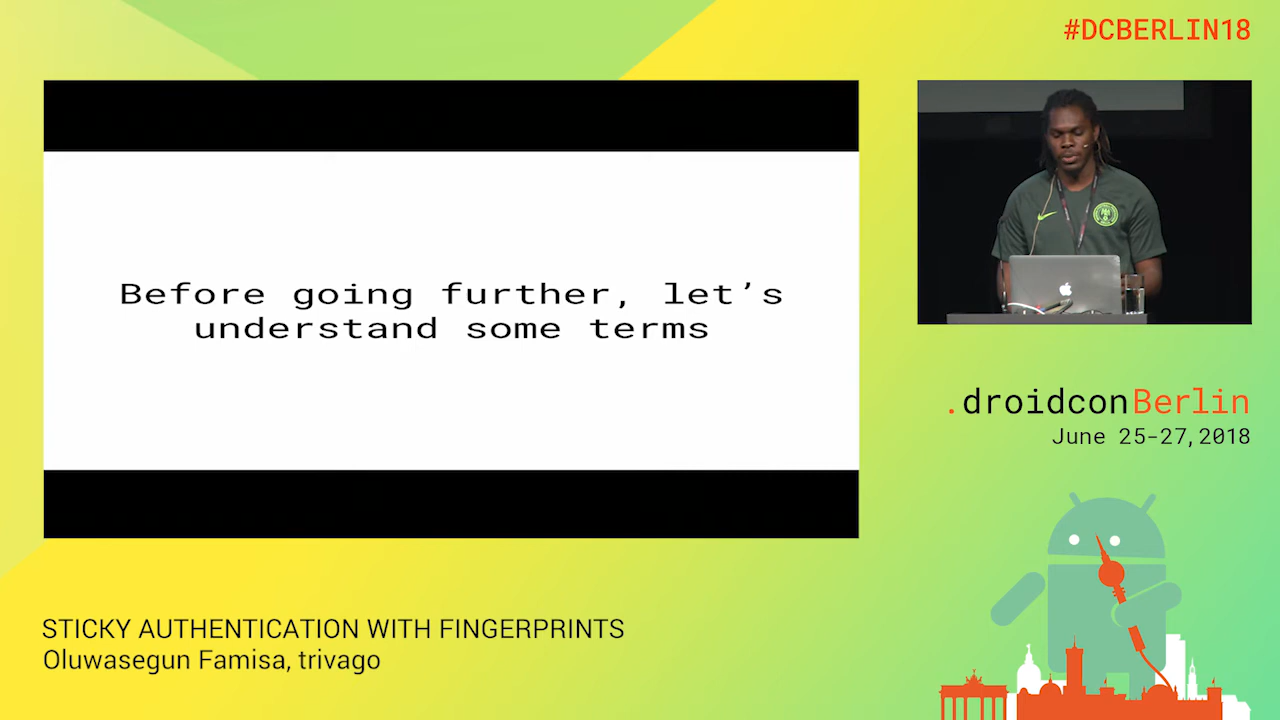 #DCBERLIN18
Before going further, let’s
understand some terms
.droidconBerlin
June 25-27, 2018
STICKY AUTHENTICATION WITH FINGERPRINTS
Oluwasegun Famisa, trivago